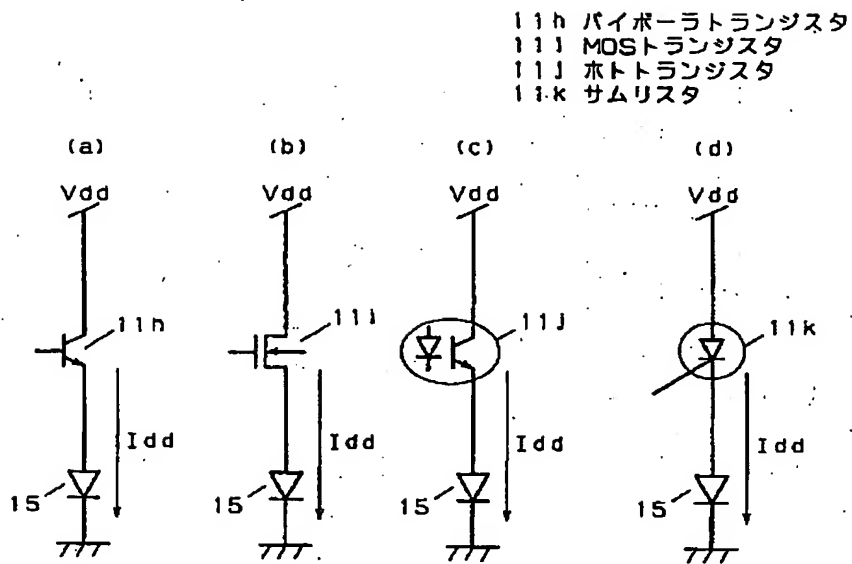 11h バイポーラトランジスタ
11i MOSトランジスタ
11j ホトトランジスタ
11k サムリスタ
(a) (b) (c) (d)
Vdd Vdd Vdd Vdd
11h 11i 11j 11k
Idd Idd Idd Idd
15 15 15 15